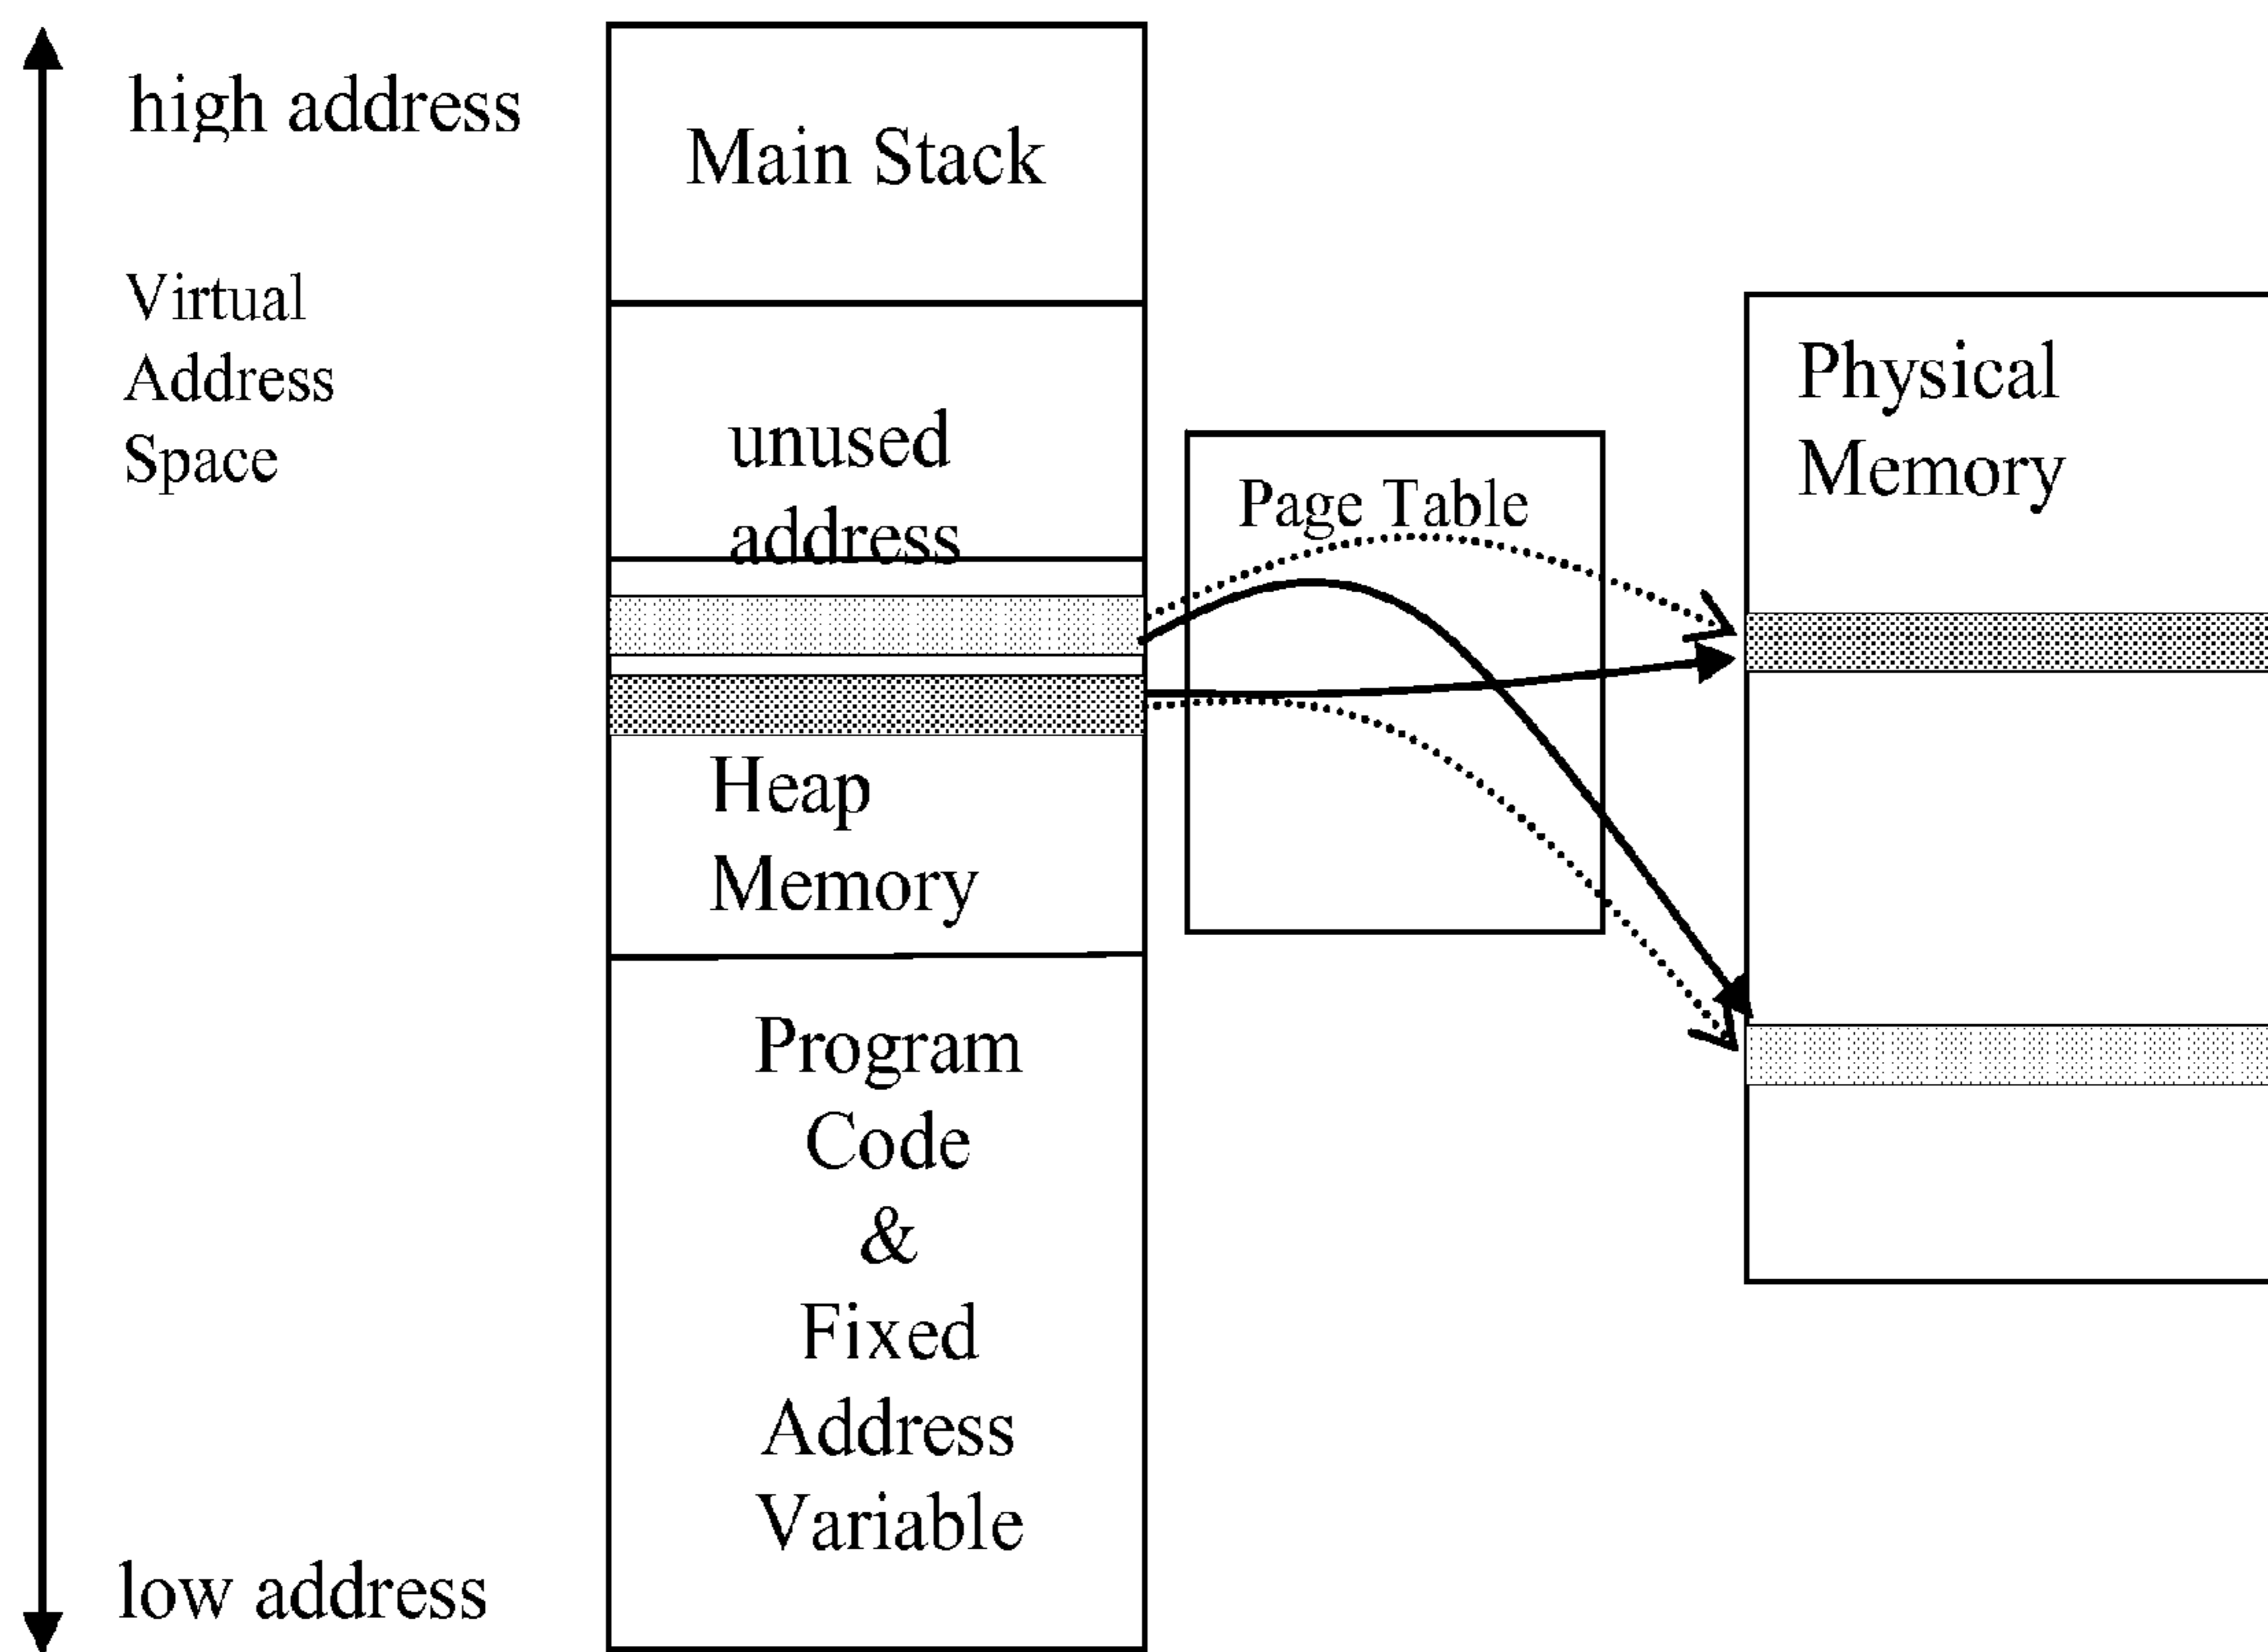 high address
Virtual
Address
Space
low address
Main Stack
unused
address
Heap
Memory
Program
Code
&
Fixed
Address
Variable
Page Table
Physical
Memory